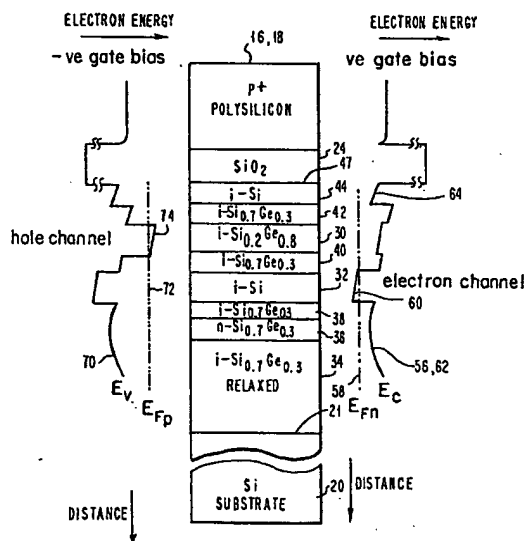 ELECTRON ENERGY
-ve gate bias
16,18
ELECTRON ENERGY
ve gate bias
p+
POLYSILICON
24
SiO2
47
i-Si
44
64
i-Si0.7Ge0.3
42
74
hole channel
i-Si0.2Ge0.8
30
i-Si0.7Ge0.3
40
72
i-Si
32
electron channel
60
i-Si0.7Ge0.3
38
n-Si0.7Ge0.3
36
70
i-Si0.7Ge0.3
RELAXED
34
58
56,62
EV
EFp
EFn
EC
21
Si
SUBSTRATE
20
DISTANCE
DISTANCE